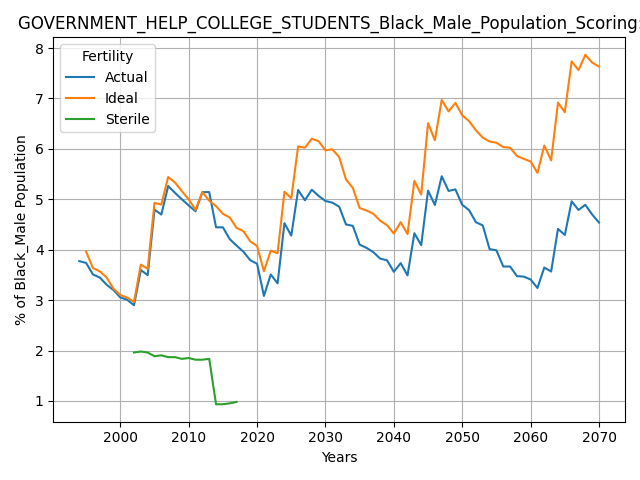 GOVERNMENT_HELP_COLLEGE_STUDENTS_Black_Male_Population_Scoring:
Fertility
Actual
Ideal
Sterile
% of Black_Male Population
8
7
6
5
4
3
2
1
2000 2010 2020 2030 2040 2050 2060 2070
Years